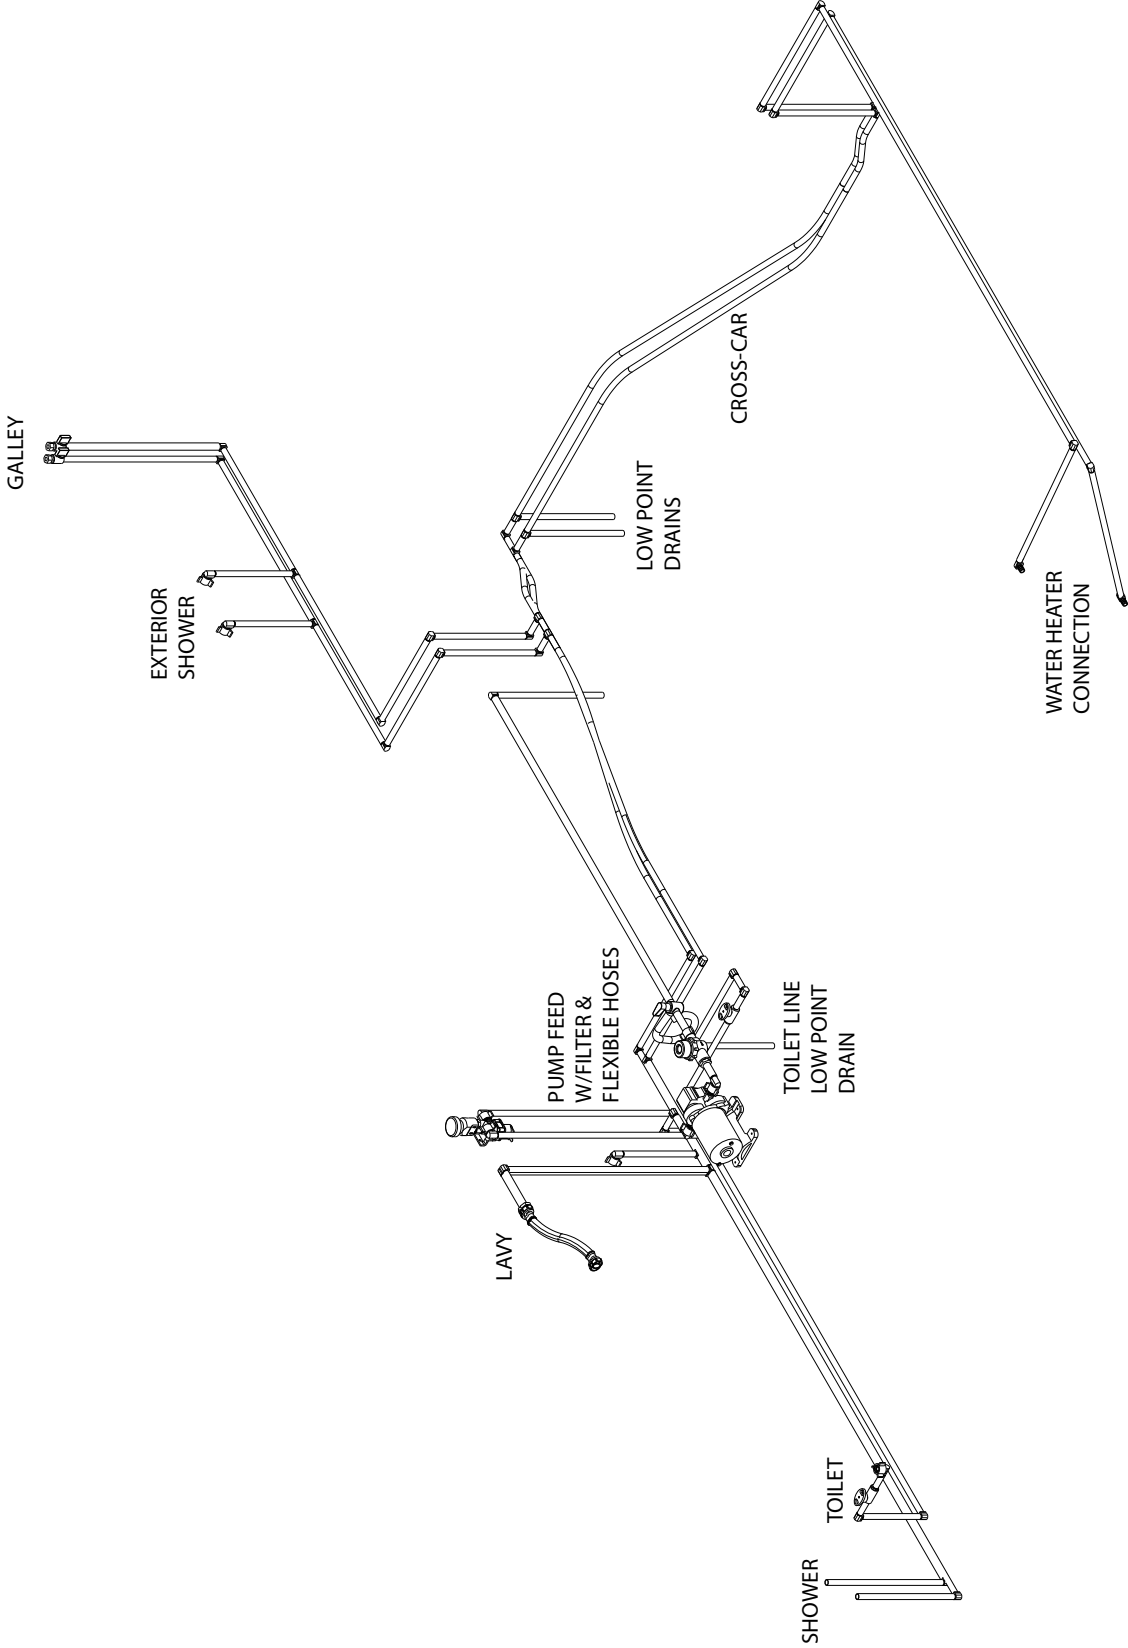 GALLEY
EXTERIOR
SHOWER
CROSS-CAR
LOW POINT
DRAINS
WATER HEATER
CONNECTION
PUMP FEED
W/FILTER &
FLEXIBLE HOSES
TOILET LINE
LOW POINT
DRAIN
LAVY
TOILET
SHOWER